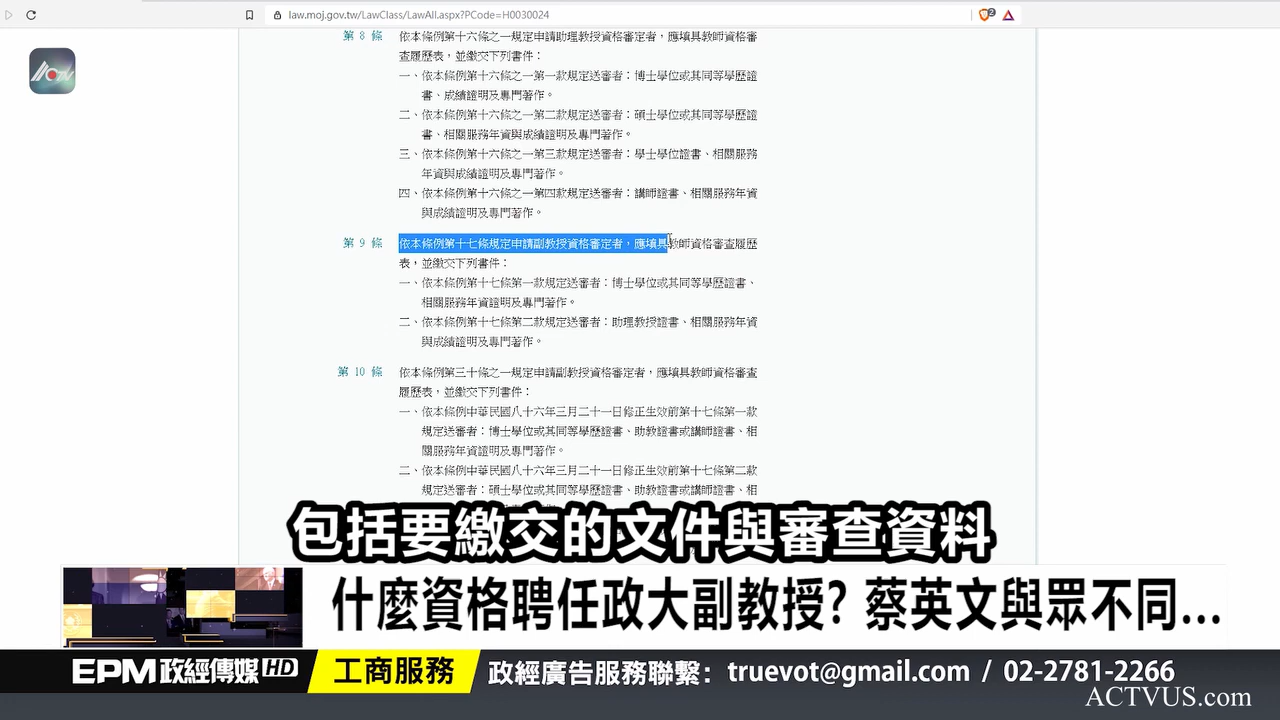 law.moj.gov.tw/LawClass/LawAll.aspx?PCode=H0030024
2
第 8 條
依本條例第十六條之一規定申請助理教授資格審定者,應填具教師資格審
查履歷表,並繳交下列書件:
一、依本條例第十六條之一第一款規定送審者:博士學位或其同等學歷證
書、成績證明及專門著作。
二、依本條例第十六條之一第二款規定送審者:碩士學位或其同等學歷證
書、相關服務年資與成績證明及專門著作。
三、依本條例第十六條之一第三款規定送審者:學士學位證書、相關服務
年資與成績證明及專門著作。
四、依本條例第十六條之一第四款規定送審者:講師證書、相關服務年資
與成績證明及專門著作。
第 9 條
依本條例第十七條規定申請副教授資格審定者,應填具教師資格審查履歷
表,並繳交下列書件:
一、依本條例第十七條第一款規定送審者:博士學位或其同等學歷證書、
相關服務年資證明及專門著作。
二、依本條例第十七條第二款規定送審者:助理教授證書、相關服務年資
與成績證明及專門著作。
第 10 條
依本條例第三十條之一規定申請副教授資格審定者,應填具教師資格審查
履歷表,並繳交下列書件:
一、依本條例中華民國八十六年三月二十一日修正生效前第十七條第一款
規定送審者:博士學位或其同等學歷證書、助教證書或講師證書、相
關服務年資證明及專門著作。
二、依本條例中華民國八十六年三月二十一日修正生效前第十七條第二款
規定送審者:碩士學位或其同等學歷證書、助教證書或講師證書、相
包括要繳交的文件與審查資料
什麼資格聘任政大副教授? 蔡英文與眾不同...
EPM政經傳媒HD
工商服務
政經廣告服務聯繫: truevot@gmail.com / 02-2781-2266
ACTVUS.com